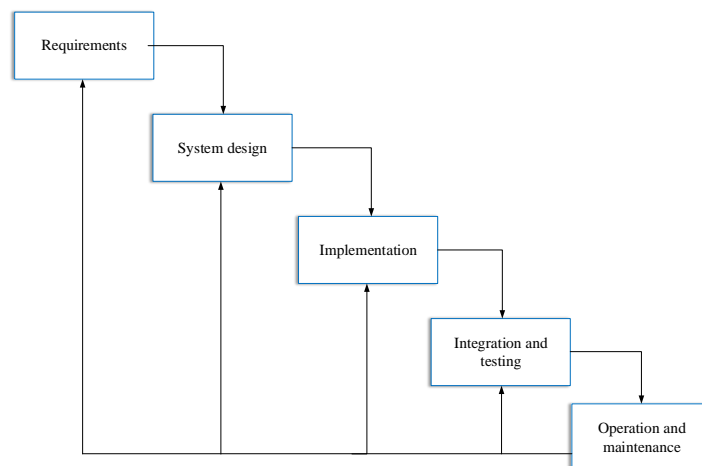 Requirements
System design
Implementation
Integration and
testing
Operation and
maintenance